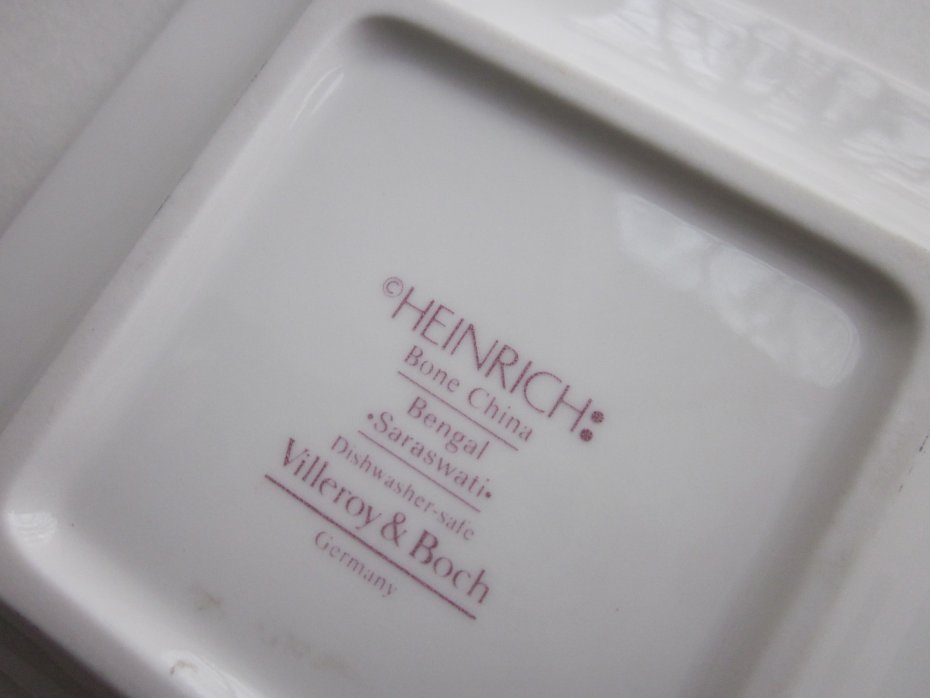 ©HEINRICH:
Bone China
Bengal
·Saraswati·
Dishwasher-safe
Villeroy & Boch
Germany